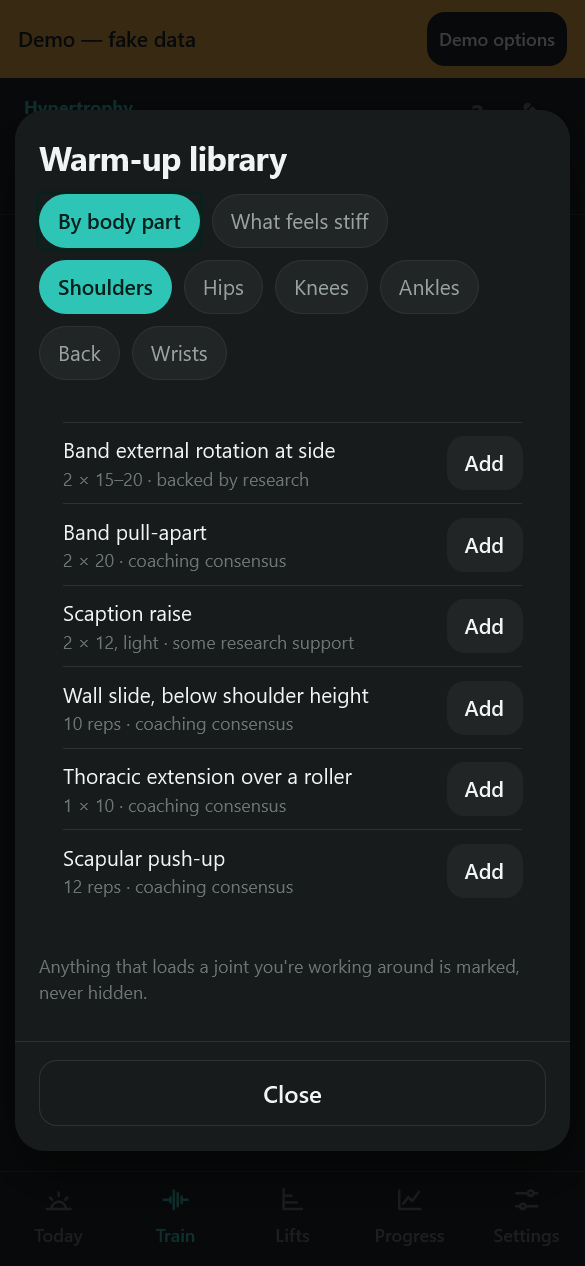 Demo — fake data
Demo options
Hypertrophy
Warm-up library
By body part
What feels stiff
Shoulders
Hips
Knees
Ankles
Back
Wrists
Band external rotation at side
2 × 15–20 · backed by research
Add
Band pull-apart
2 × 20 · coaching consensus
Add
Scaption raise
2 × 12, light · some research support
Add
Wall slide, below shoulder height
10 reps · coaching consensus
Add
Thoracic extension over a roller
1 × 10 · coaching consensus
Add
Scapular push-up
12 reps · coaching consensus
Add
Anything that loads a joint you're working around is marked,
never hidden.
Close
Today
Train
Lifts
Progress
Settings